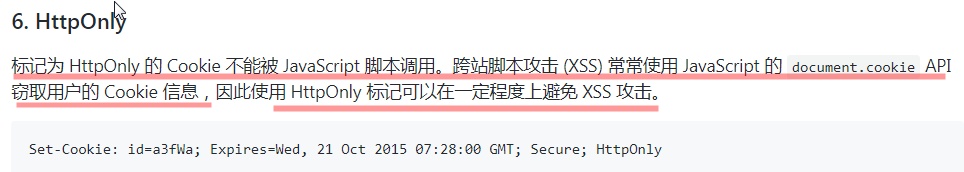 6. HttpOnly
标记为 HttpOnly 的 Cookie 不能被 JavaScript 脚本调用。跨站脚本攻击 (XSS) 常常使用 JavaScript 的 document.cookie API
窃取用户的 Cookie 信息，因此使用 HttpOnly 标记可以在一定程度上避免 XSS 攻击。
Set-Cookie: id=a3fWa; Expires=Wed, 21 Oct 2015 07:28:00 GMT; Secure; HttpOnly